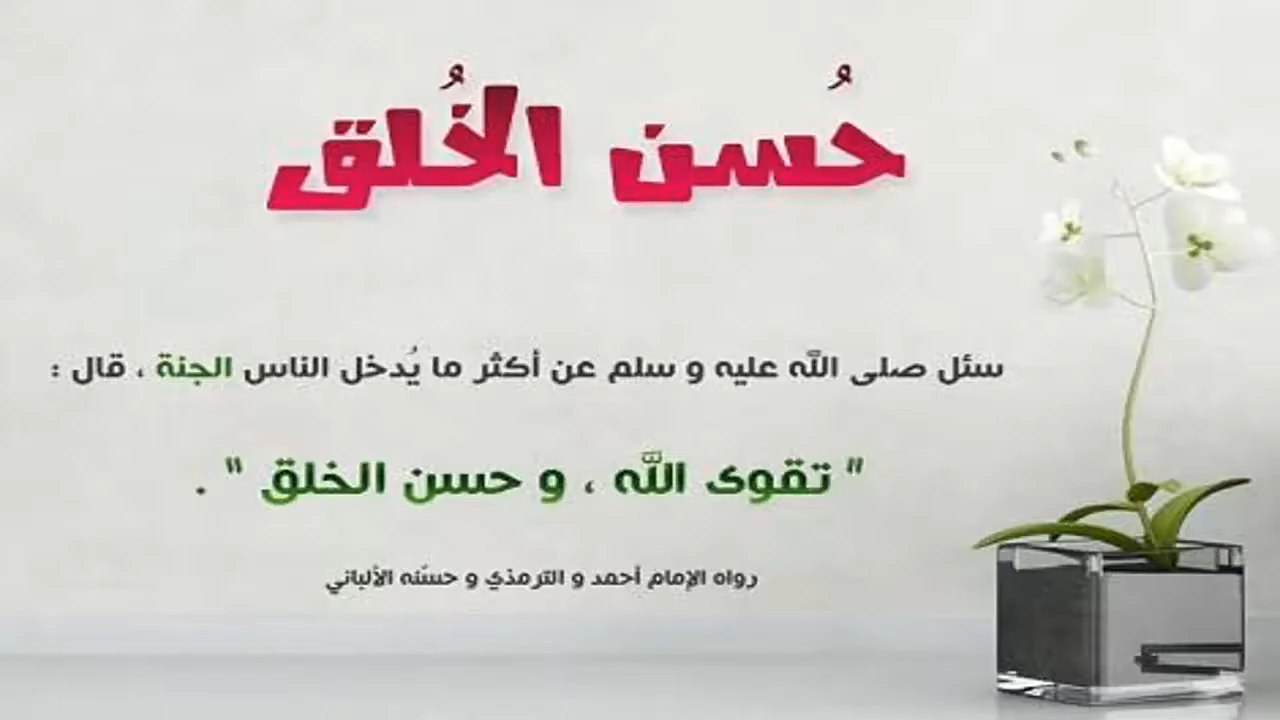 حُسن الخُلق
سئل صلى الله عليه و سلم عن أكثر ما يُدخل الناس الجنة ، قال :
" تقوى الله ، و حسن الخلق " .
رواه الإمام أحمد و الترمذي و حسّنه الألباني